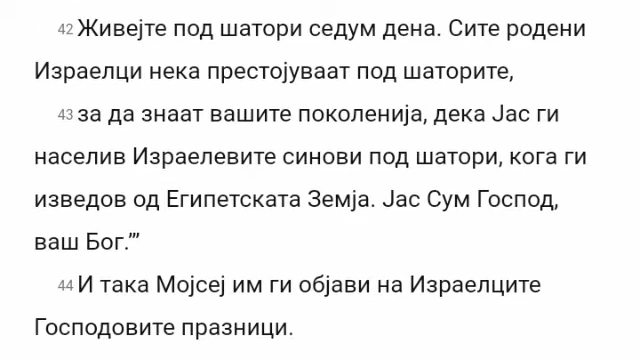 42 Живејте под шатори седум дена. Сите родени
Израелци нека престојуваат под шаторите,
43 за да знаат вашите поколенија, дека Јас ги
населив Израелевите синови под шатори, кога ги
изведов од Египетската Земја. Јас Сум Господ,
ваш Бог.’”
44 И така Мојсеј им ги објави на Израелците
Господовите празници.